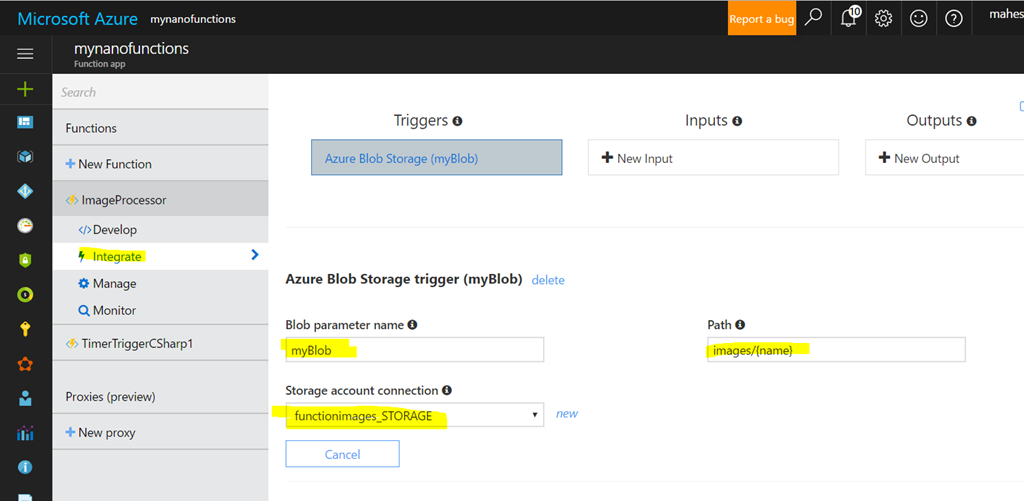 Microsoft Azure mynanofunctions
Report a bug
10
mahes
mynanofunctions
Function app
Search
Functions
New Function
ImageProcessor
</>Develop
Integrate
Manage
Monitor
TimerTriggerCSharp1
Proxies (preview)
New proxy
Triggers
Inputs
Outputs
Azure Blob Storage (myBlob)
New Input
New Output
Azure Blob Storage trigger (myBlob) delete
Blob parameter name
Path
myBlob
images/{name}
Storage account connection
functionimages_STORAGE
new
Cancel